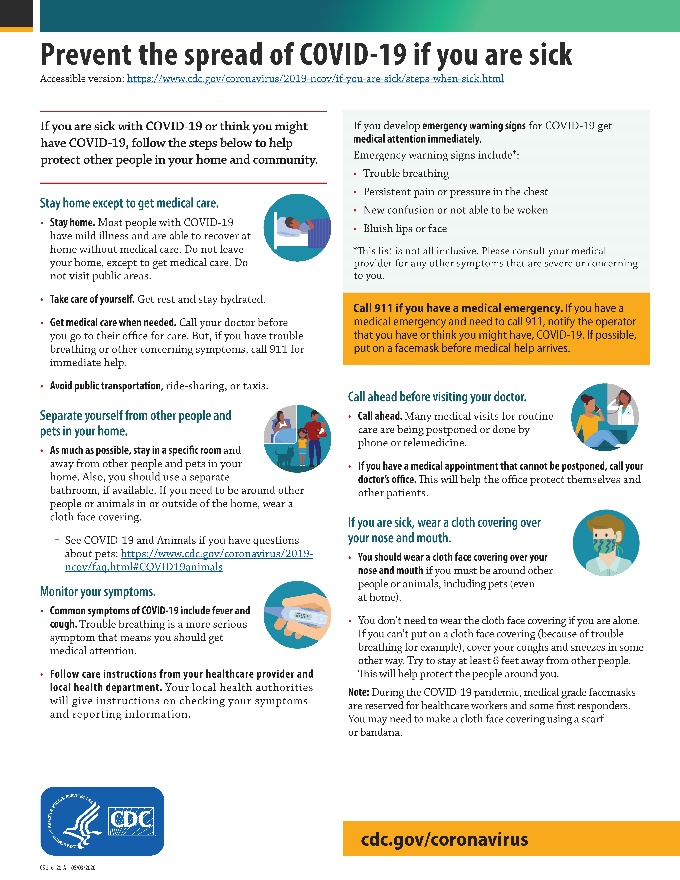 Prevent the spread of COVID-19 if you are sick
Accessible version: https://www.cdc.gov/coronavirus/2019-ncov/if-you-are-sick/steps-when-sick.html
If you are sick with COVID-19 or think you might
have COVID-19, follow the steps below to help
protect other people in your home and community.
Stay home except to get medical care.
• Stay home. Most people with COVID-19
have mild illness and are able to recover at
home without medical care. Do not leave
your home, except to get medical care. Do
not visit public areas.
• Take care of yourself. Get rest and stay hydrated.
• Get medical care when needed. Call your doctor before
you go to their office for care. But, if you have trouble
breathing or other concerning symptoms, call 911 for
immediate help.
• Avoid public transportation, ride-sharing, or taxis.
Separate yourself from other people and
pets in your home.
• As much as possible, stay in a specific room and
away from other people and pets in your
home. Also, you should use a separate
bathroom, if available. If you need to be around other
people or animals in or outside of the home, wear a
cloth face covering.
– See COVID-19 and Animals if you have questions
about pets: https://www.cdc.gov/coronavirus/2019-
ncov/faq.html#COVID19animals
Monitor your symptoms.
• Common symptoms of COVID-19 include fever and
cough. Trouble breathing is a more serious
symptom that means you should get
medical attention.
• Follow care instructions from your healthcare provider and
local health department. Your local health authorities
will give instructions on checking your symptoms
and reporting information.
If you develop emergency warning signs for COVID-19 get
medical attention immediately.
Emergency warning signs include*:
• Trouble breathing
• Persistent pain or pressure in the chest
• New confusion or not able to be woken
• Bluish lips or face
*This list is not all inclusive. Please consult your medical
provider for any other symptoms that are severe or concerning
to you.
Call 911 if you have a medical emergency. If you have a
medical emergency and need to call 911, notify the operator
that you have or think you might have, COVID-19. If possible,
put on a facemask before medical help arrives.
Call ahead before visiting your doctor.
• Call ahead. Many medical visits for routine
care are being postponed or done by
phone or telemedicine.
• If you have a medical appointment that cannot be postponed, call your
doctor's office. This will help the office protect themselves and
other patients.
If you are sick, wear a cloth covering over
your nose and mouth.
• You should wear a cloth face covering over your
nose and mouth if you must be around other
people or animals, including pets (even
at home).
• You don't need to wear the cloth face covering if you are alone.
If you can't put on a cloth face covering (because of trouble
breathing for example), cover your coughs and sneezes in some
other way. Try to stay at least 6 feet away from other people.
This will help protect the people around you.
Note: During the COVID-19 pandemic, medical grade facemasks
are reserved for healthcare workers and some first responders.
You may need to make a cloth face covering using a scarf
or bandana.
CDC
cdc.gov/coronavirus